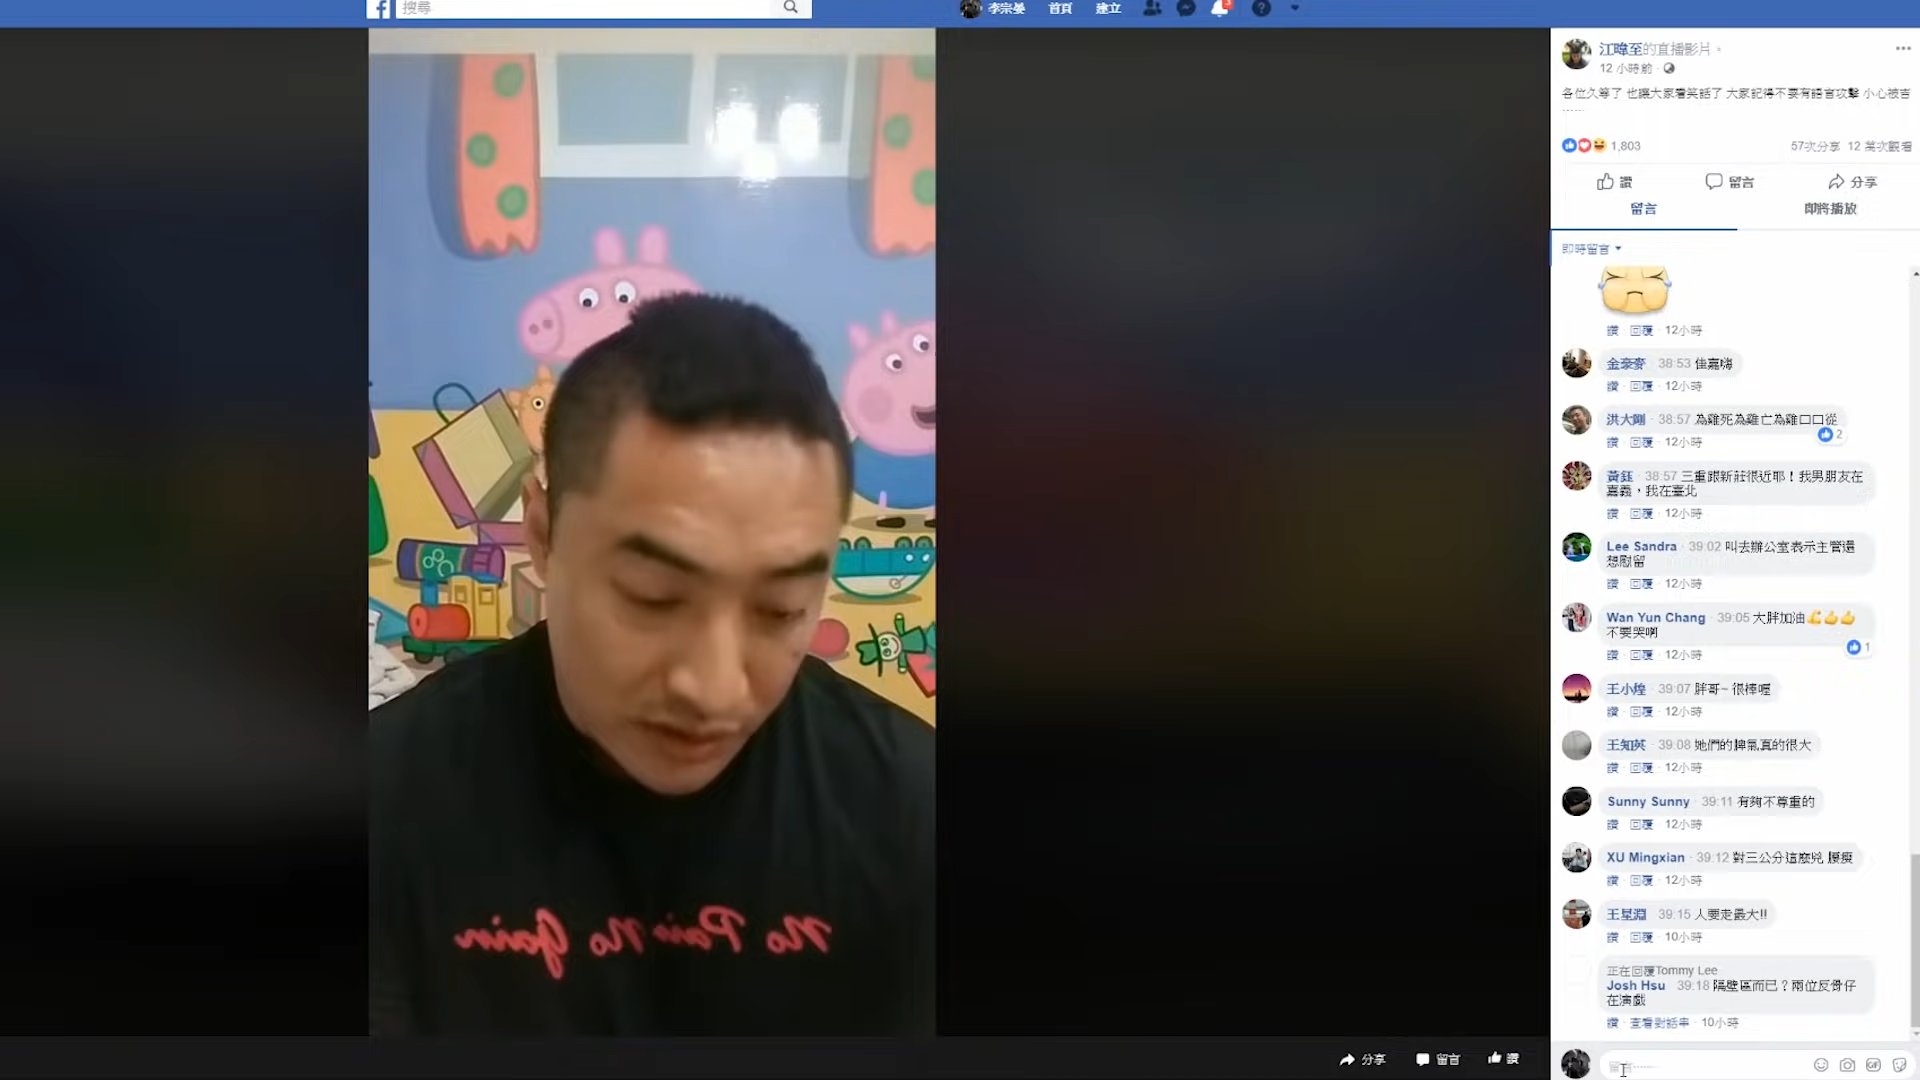 搜尋
李宗晏 首頁 建立
3
江暐至的直播影片。
12 小時前
各位久等了 也讓大家看笑話了 大家記得不要有語言攻擊 小心被告
......
1,803
57次分享 12 萬次觀看
讚 留言 分享
留言 即將播放
即時留言
讚 · 回覆 · 12小時
金豪麥 · 38:53 佳嘉嗨
讚 · 回覆 · 12小時
洪大剛 · 38:57 為雞死為雞亡為雞口口從
2
讚 · 回覆 · 12小時
黃鈺 · 38:57 三重跟新莊很近耶！我男朋友在
嘉義，我在臺北
讚 · 回覆 · 12小時
Lee Sandra · 39:02 叫去辦公室表示主管還
想慰留
讚 · 回覆 · 12小時
Wan Yun Chang · 39:05 大胖加油💪👍👍
不要哭啊
1
讚 · 回覆 · 12小時
王小煌 · 39:07 胖哥~ 很棒喔
讚 · 回覆 · 12小時
王知英 · 39:08 她們的脾氣真的很大
讚 · 回覆 · 12小時
Sunny Sunny · 39:11 有夠不尊重的
讚 · 回覆 · 12小時
XU Mingxian · 39:12 對三公分這麼兇 腰瘦
讚 · 回覆 · 12小時
王星淵 · 39:15 人要走最大!!
讚 · 回覆 · 10小時
正在回覆Tommy Lee
Josh Hsu · 39:18 隔壁區而已？兩位反骨仔
在演戲
讚 · 查看對話串 · 10小時
No Pain No Gain
分享 留言 讚